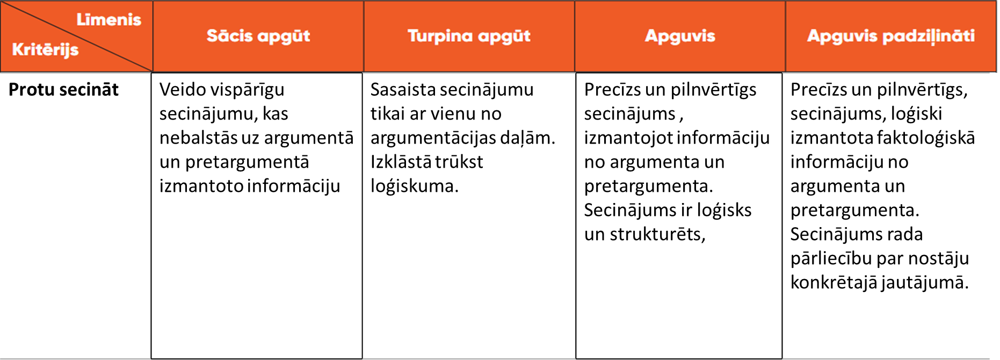 Līmenis
Kritērijs
Sācis apgūt
Turpina apgūt
Apguvis
Apguvis padziļināti
Protu secināt
Veido vispārīgu
secinājumu, kas
nebalstās uz argumentā
un pretargumentā
izmantoto informāciju
Sasaista secinājumu
tikai ar vienu no
argumentācijas daļām.
Izklāstā trūkst
loģiskuma.
Precīzs un pilnvērtīgs
secinājums ,
izmantojot informāciju
no argumenta un
pretargumenta.
Secinājums ir loģisks
un strukturēts,
Precīzs un pilnvērtīgs,
secinājums, loģiski
izmantota faktoloģiskā
informāciju no
argumenta un
pretargumenta.
Secinājums rada
pārliecību par nostāju
konkrētajā jautājumā.